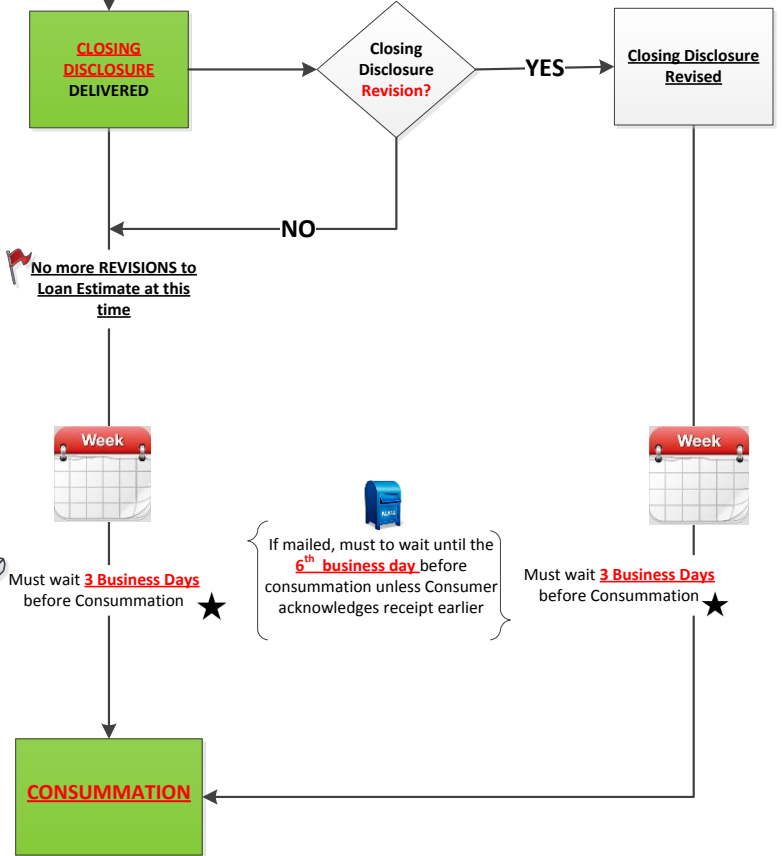 CLOSING
DISCLOSURE
DELIVERED
Closing
Disclosure
Revision?
YES
Closing Disclosure
Revised
NO
No more REVISIONS to
Loan Estimate at this
time
Week
Week
If mailed, must to wait until the
6th business day before
consummation unless Consumer
acknowledges receipt earlier
Must wait 3 Business Days
before Consummation
Must wait 3 Business Days
before Consummation
CONSUMMATION